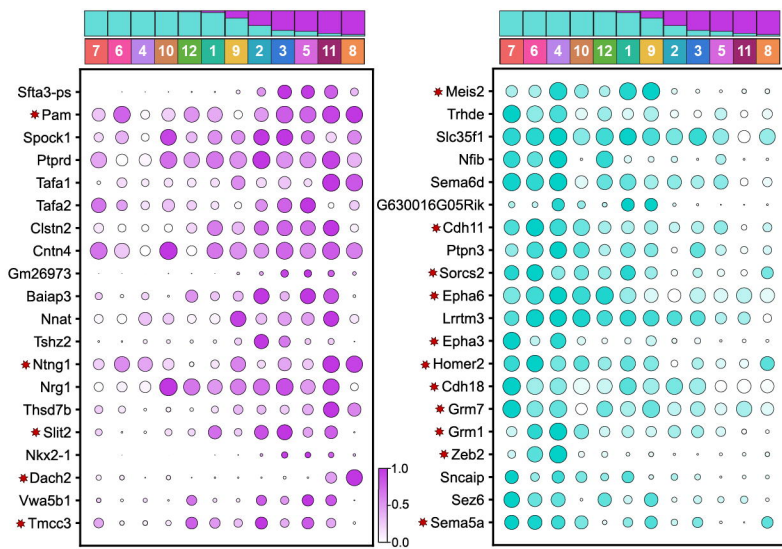 7 6 4 10 12 1 9 2 3 5 11 8
Sfta3-ps
Pam
Spock1
Ptprd
Tafa1
Tafa2
Clstn2
Cntn4
Gm26973
Baiap3
Nnat
Tshz2
Ntng1
Nrg1
Thsd7b
Slit2
Nkx2-1
Dach2
Vwa5b1
Tmcc3
1.0
0.5
0.0
7 6 4 10 12 1 9 2 3 5 11 8
Meis2
Trhde
Slc35f1
Nfib
Sema6d
G630016G05Rik
Cdh11
Ptpn3
Sorcs2
Epha6
Lrrtm3
Epha3
Homer2
Cdh18
Grm7
Grm1
Zeb2
Sncaip
Sez6
Sema5a